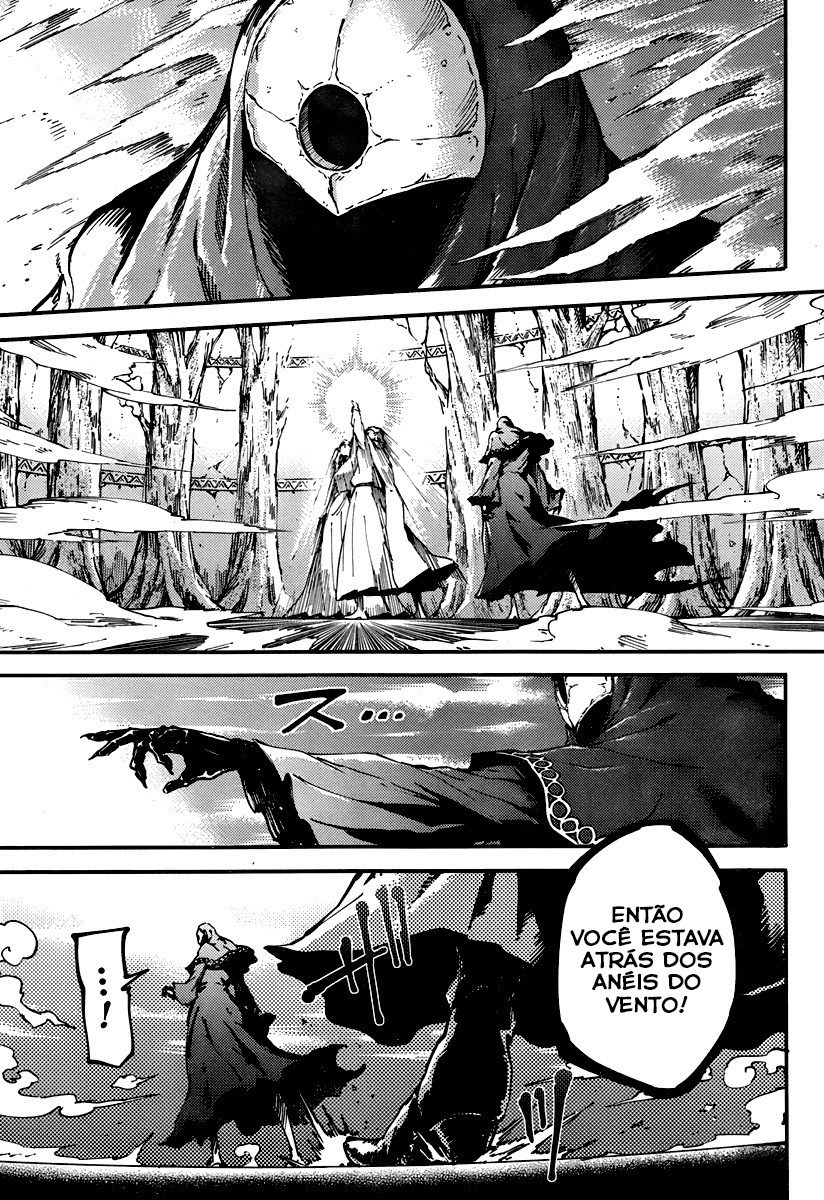 ス…
ENTÃO
VOCÊ ESTAVA
ATRÁS DOS
ANÉIS DO
VENTO!
…!